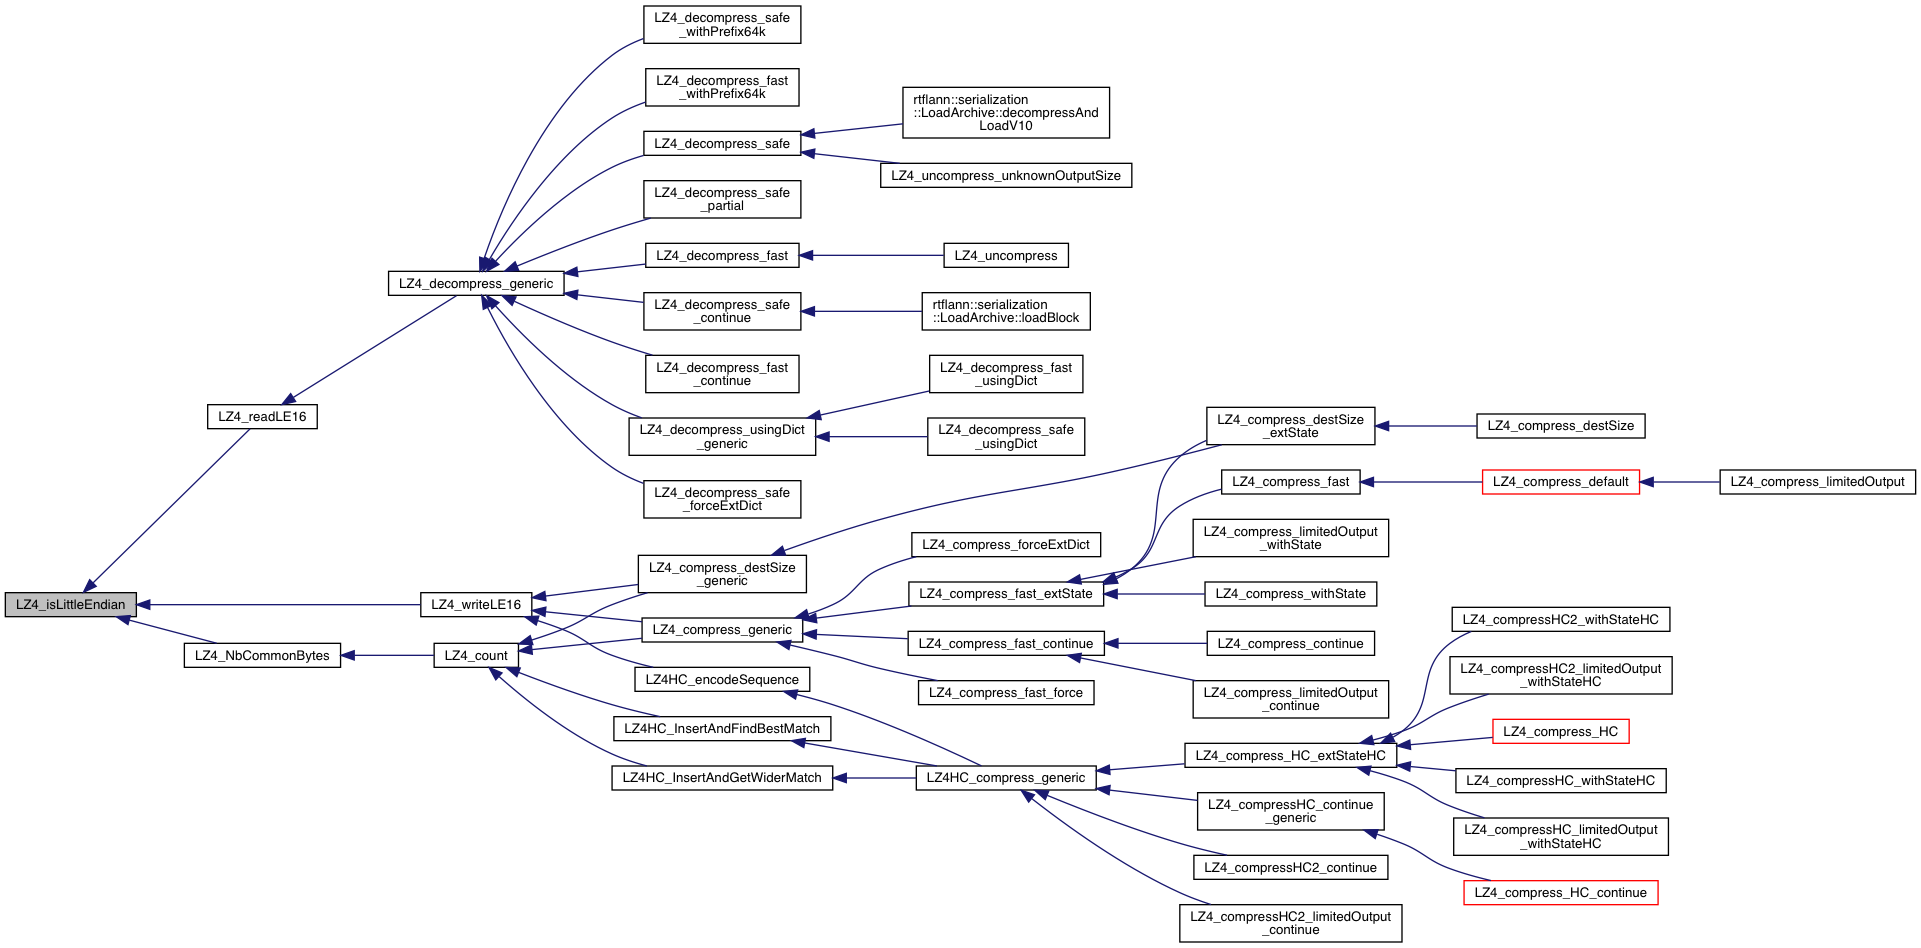 LZ4_decompress_safe
_withPrefix64k
LZ4_decompress_fast
_withPrefix64k
rtflann::serialization
::LoadArchive::decompressAnd
LoadV10
LZ4_decompress_safe
LZ4_uncompress_unknownOutputSize
LZ4_decompress_safe
_partial
LZ4_decompress_fast
LZ4_uncompress
LZ4_decompress_generic
LZ4_decompress_safe
_continue
rtflann::serialization
::LoadArchive::loadBlock
LZ4_decompress_fast
_continue
LZ4_decompress_fast
_usingDict
LZ4_readLE16
LZ4_decompress_usingDict
_generic
LZ4_decompress_safe
_usingDict
LZ4_compress_destSize
_extState
LZ4_compress_destSize
LZ4_decompress_safe
_forceExtDict
LZ4_compress_fast
LZ4_compress_default
LZ4_compress_limitedOutput
LZ4_compress_limitedOutput
_withState
LZ4_compress_forceExtDict
LZ4_compress_destSize
_generic
LZ4_compress_fast_extState
LZ4_compress_withState
LZ4_isLittleEndian
LZ4_writeLE16
LZ4_compress_generic
LZ4_compressHC2_withStateHC
LZ4_compress_fast_continue
LZ4_compress_continue
LZ4_NbCommonBytes
LZ4_count
LZ4HC_encodeSequence
LZ4_compressHC2_limitedOutput
_withStateHC
LZ4_compress_fast_force
LZ4_compress_limitedOutput
_continue
LZ4HC_InsertAndFindBestMatch
LZ4_compress_HC
LZ4_compress_HC_extStateHC
LZ4HC_InsertAndGetWiderMatch
LZ4HC_compress_generic
LZ4_compressHC_withStateHC
LZ4_compressHC_continue
_generic
LZ4_compressHC_limitedOutput
_withStateHC
LZ4_compressHC2_continue
LZ4_compress_HC_continue
LZ4_compressHC2_limitedOutput
_continue